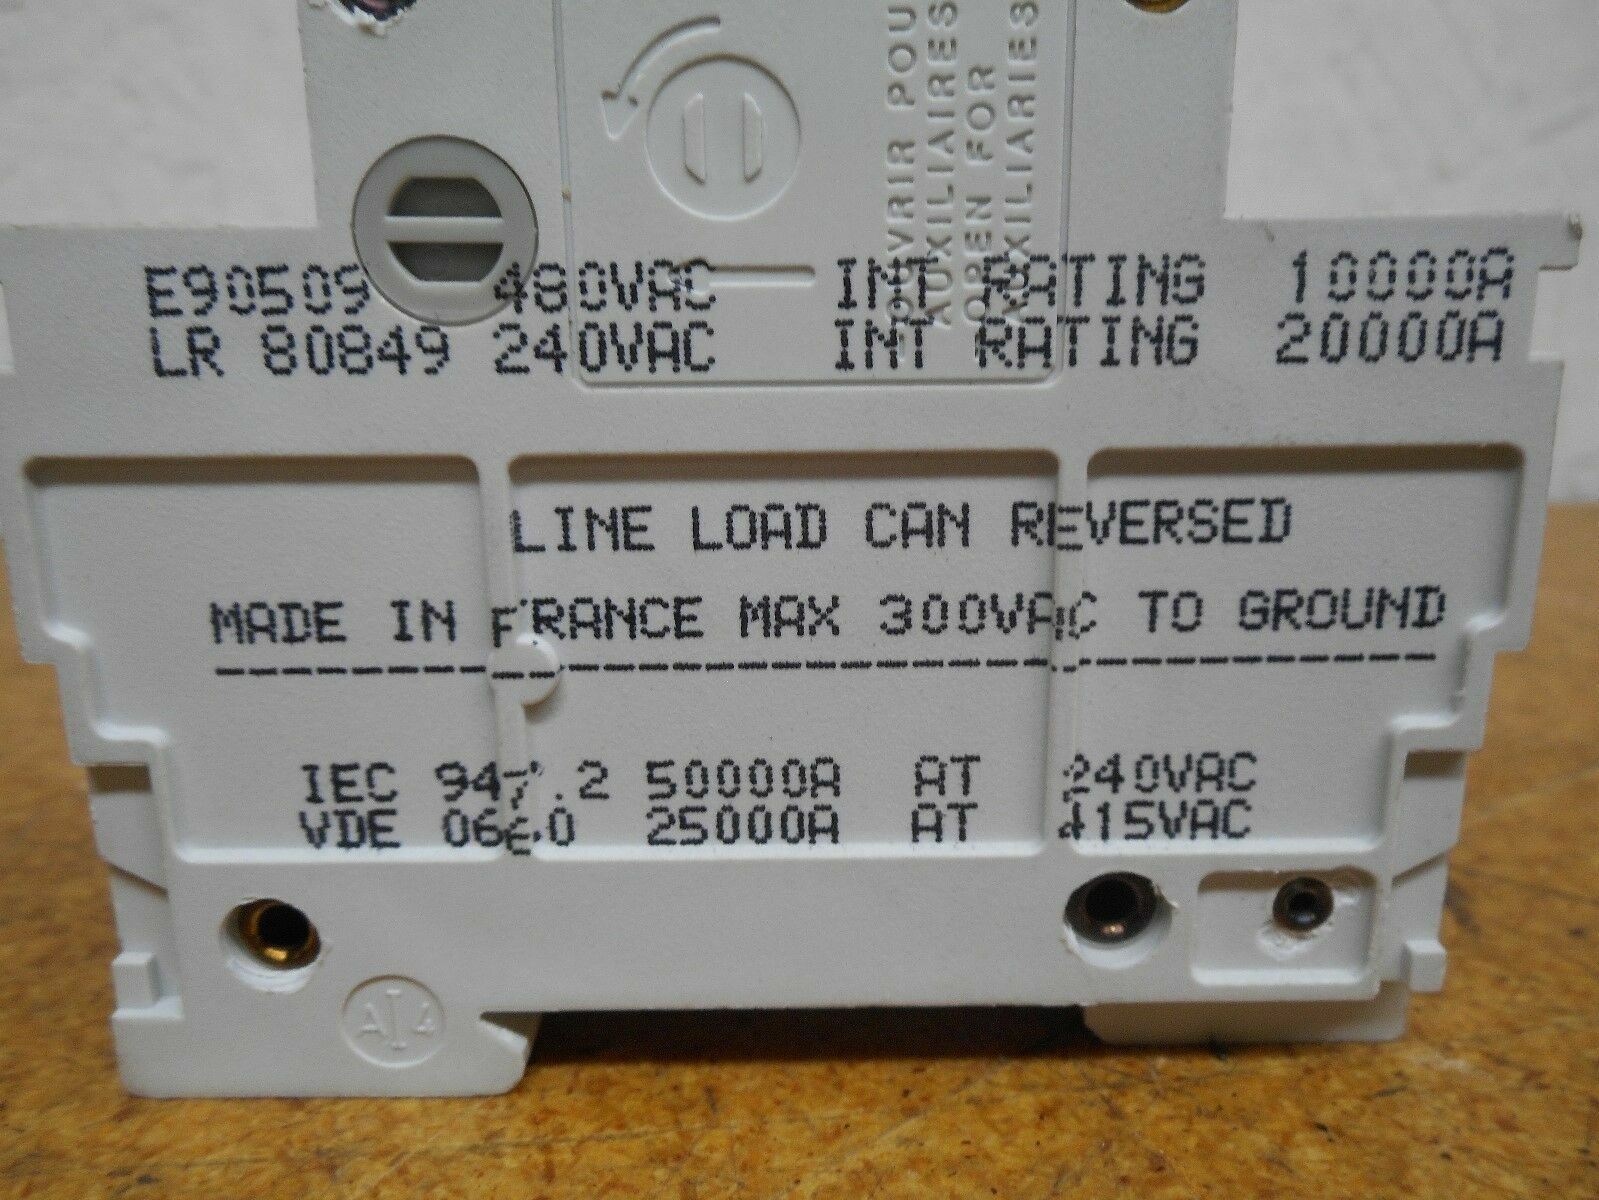 OUVRIR POU
AUXILIAIRES
OPEN FOR
AUXILIARIES
E90509 480VAC INT RATING 10000A
LR 80849 240VAC INT RATING 20000A
LINE LOAD CAN REVERSED
MADE IN FRANCE MAX 300VAC TO GROUND
IEC 947.2 50000A AT 240VAC
VDE 0660 25000A AT 415VAC
A 4